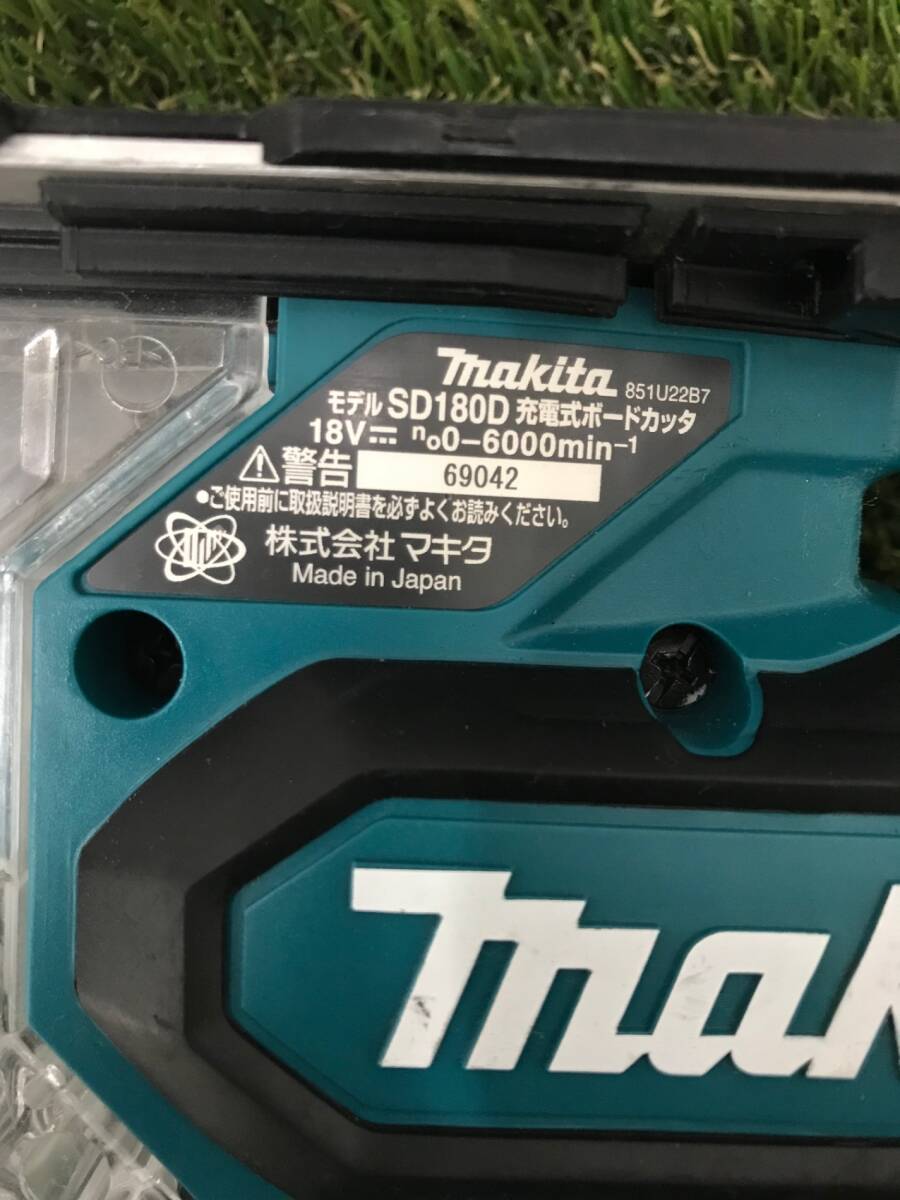 makita 851U22B7
モデル SD180D 充電式ボードカッタ
18V⎓ n₀0-6000min⁻¹
⚠警告 69042
●ご使用前に取扱説明書を必ずよくお読みください。
株式会社マキタ
Made in Japan
mak